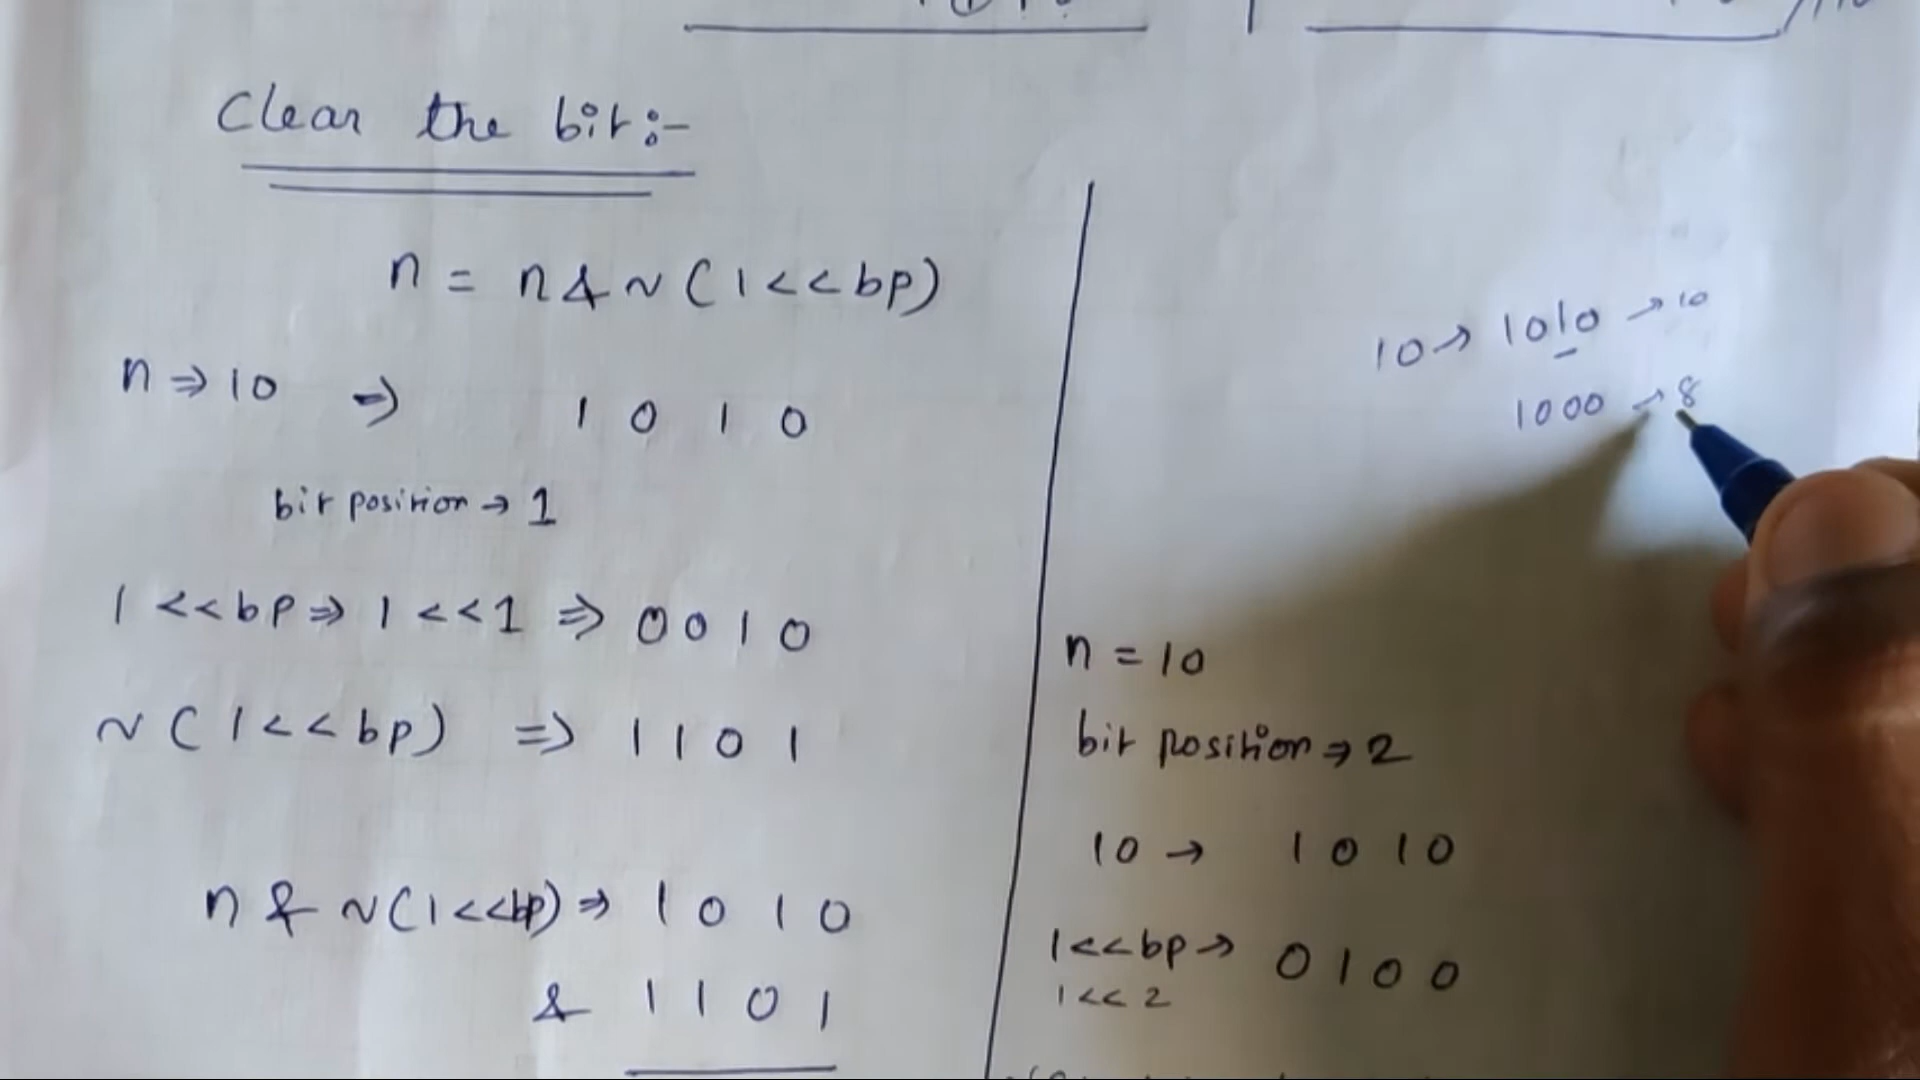 Clear the bit:-
n = n & ~ (1<<bp)
n ⇒ 10 ⇒ 1 0 1 0
bit position → 1
1 <<bp ⇒ 1 <<1 ⇒ 0 0 1 0
~ (1<<bp) ⇒ 1 1 0 1
n & ~(1<<bp) ⇒ 1 0 1 0
& 1 1 0 1
10 → 1010 → 10
1000 → 8
n = 10
bit position ⇒ 2
10 → 1 0 1 0
1<<bp → 0 1 0 0
1<< 2